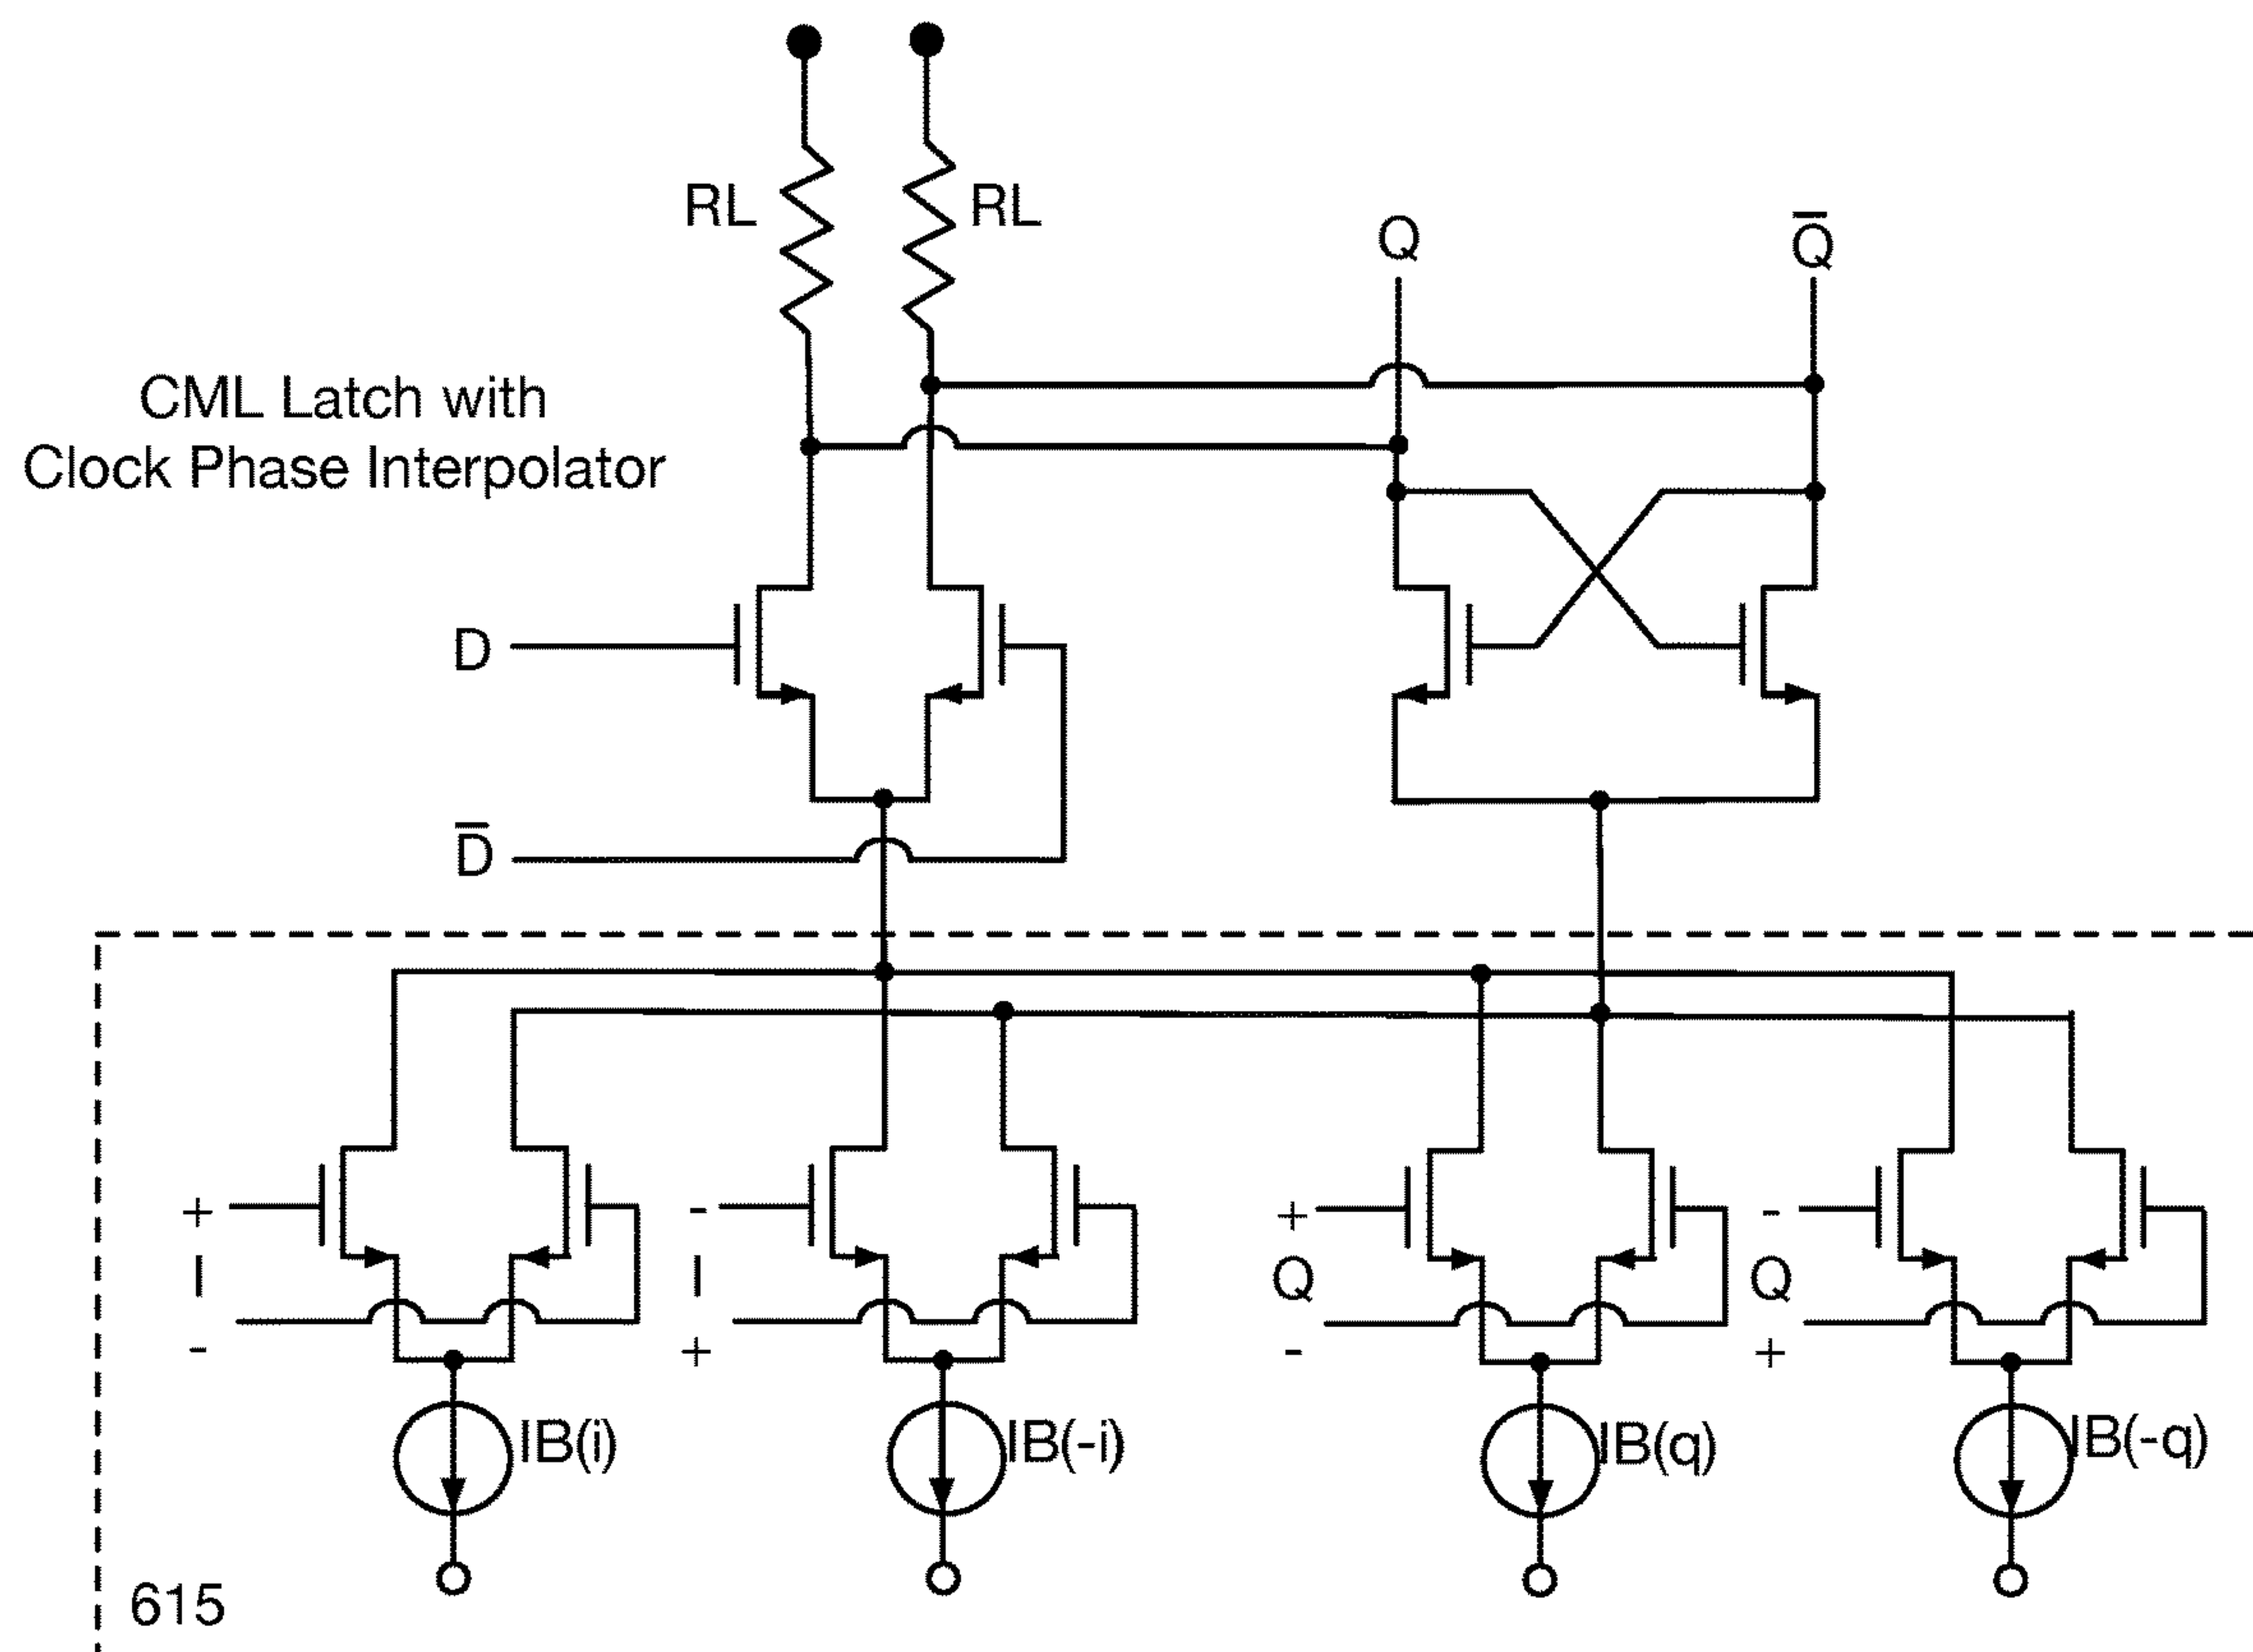 RL
RL
Q
Q̅
CML Latch with
Clock Phase Interpolator
D
D̅
+
I
-
-
I
+
+
Q
-
-
Q
+
IB(i)
IB(-i)
IB(q)
IB(-q)
615